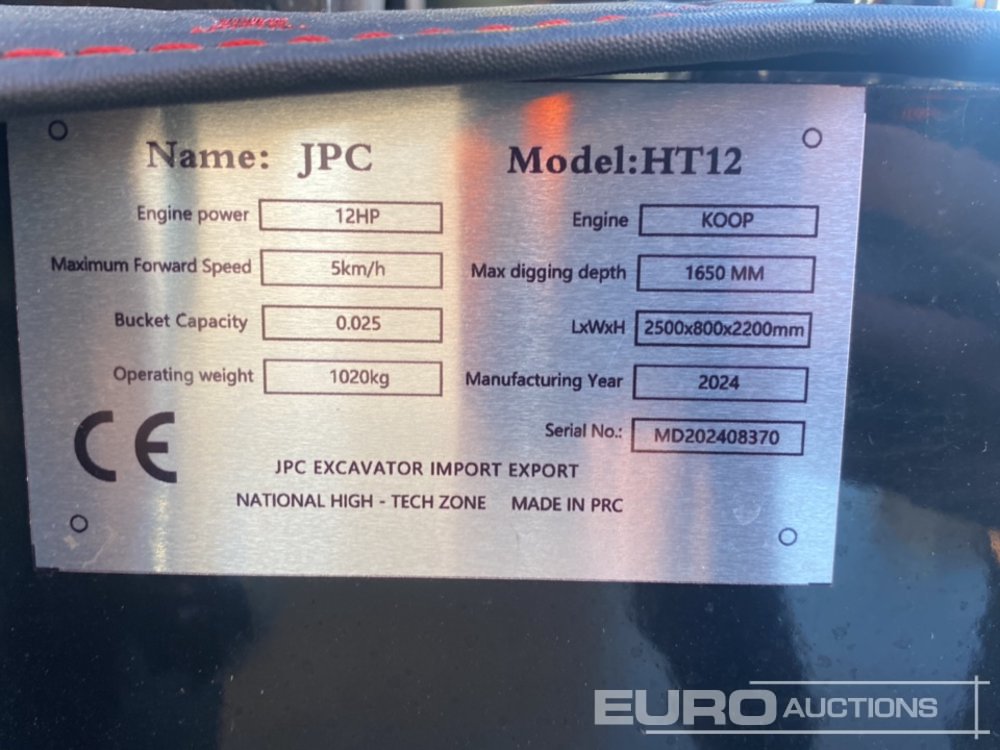 Name: JPC Model:HT12
Engine power 12HP Engine KOOP
Maximum Forward Speed 5km/h Max digging depth 1650 MM
Bucket Capacity 0.025 LxWxH 2500x800x2200mm
Operating weight 1020kg Manufacturing Year 2024
Serial No.: MD202408370
CE
JPC EXCAVATOR IMPORT EXPORT
NATIONAL HIGH - TECH ZONE MADE IN PRC
EURO AUCTIONS